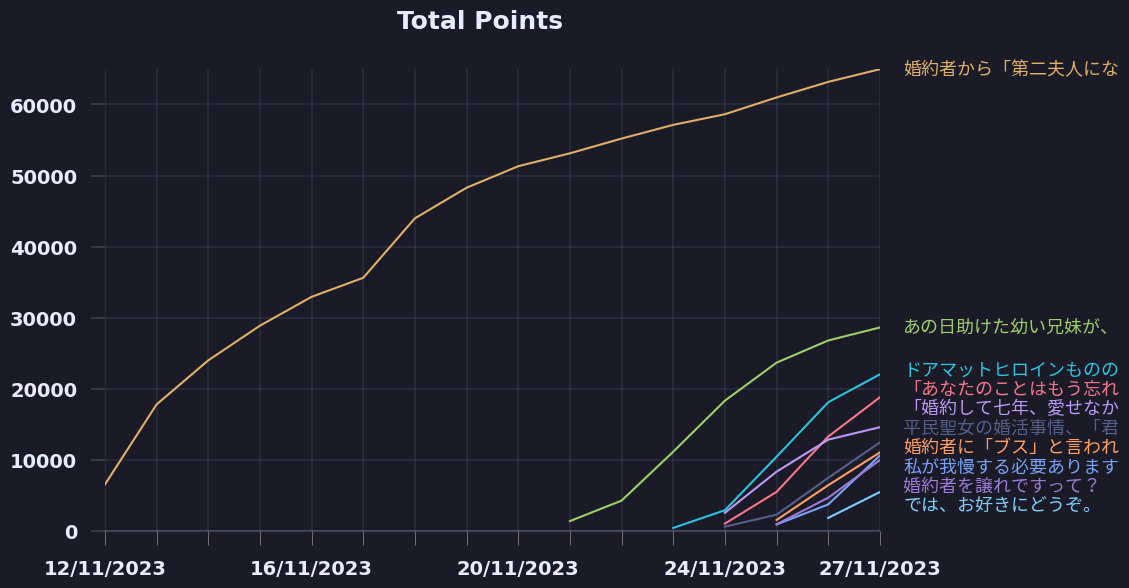 Total Points
60000
50000
40000
30000
20000
10000
0
12/11/2023
16/11/2023
20/11/2023
24/11/2023
27/11/2023
婚約者から「第二夫人にな
あの日助けた幼い兄妹が、
ドアマットヒロインものの
「あなたのことはもう忘れ
「婚約して七年、愛せなか
平民聖女の婚活事情、「君
婚約者に「ブス」と言われ
私が我慢する必要あります
婚約者を譲れですって？
では、お好きにどうぞ。